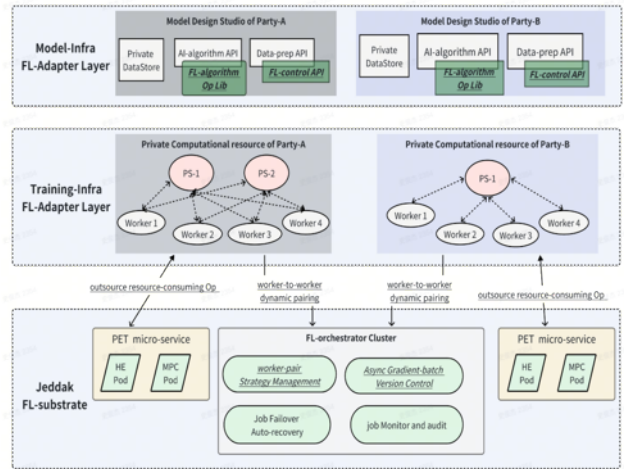 Model-Infra
FL-Adapter Layer
Model Design Studio of Party-A
Private
DataStore
AI-algorithm API
FL-algorithm
Op Lib
Data-prep API
FL-control API
Model Design Studio of Party-B
Private
DataStore
AI-algorithm API
FL-algorithm
Op Lib
Data-prep API
FL-control API
Training-Infra
FL-Adapter Layer
Private Computational resource of Party-A
PS-1
PS-2
Worker 1
Worker 2
Worker 3
Worker 4
Private Computational resource of Party-B
PS-1
Worker 1
Worker 2
Worker 3
Worker 4
outsource resource-consuming Op
worker-to-worker
dynamic pairing
worker-to-worker
dynamic pairing
outsource resource-consuming Op
Jeddak
FL-substrate
PET micro-service
HE
Pod
MPC
Pod
FL-orchestrator Cluster
worker-pair
Strategy Management
Async Gradient-batch
Version Control
Job Failover
Auto-recovery
job Monitor and audit
PET micro-service
HE
Pod
MPC
Pod